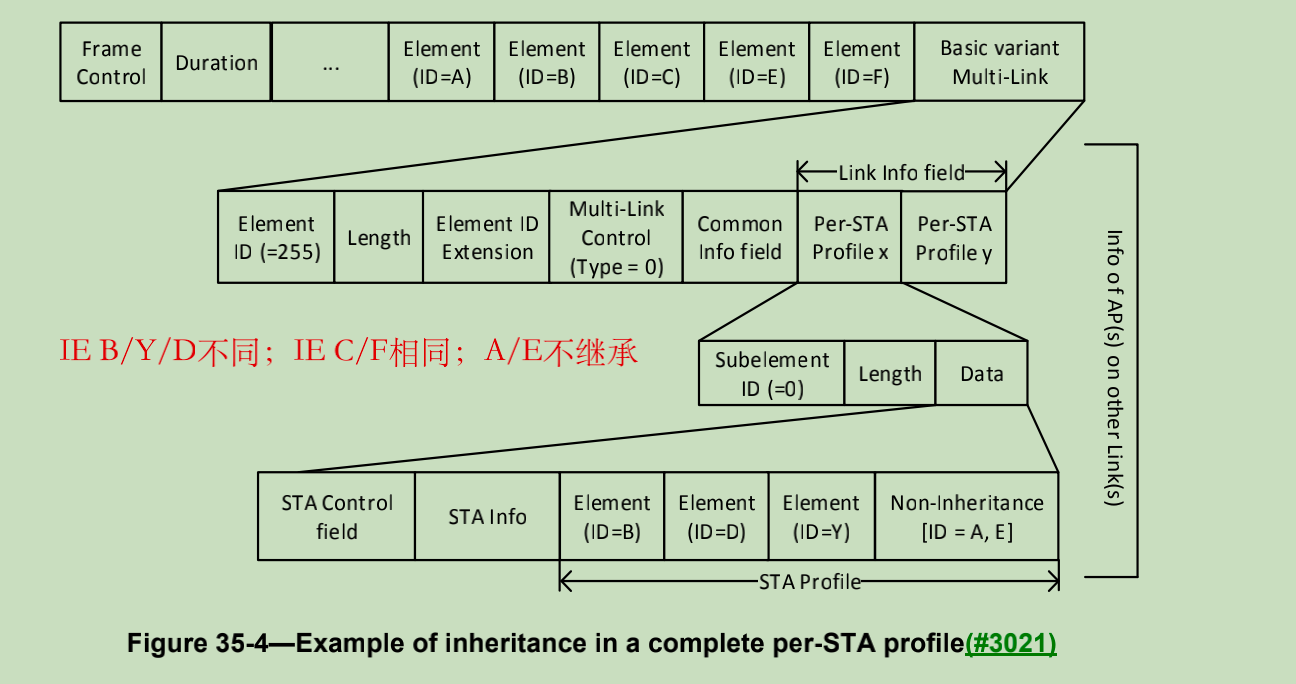 Frame
Control
Duration
...
Element
(ID=A)
Element
(ID=B)
Element
(ID=C)
Element
(ID=E)
Element
(ID=F)
Basic variant
Multi-Link
Link Info field
Element
ID (=255)
Length
Element ID
Extension
Multi-Link
Control
(Type = 0)
Common
Info field
Per-STA
Profile x
Per-STA
Profile y
Info of AP(s) on other Link(s)
IE B/Y/D不同；IE C/F相同；A/E不继承
Subelement
ID (=0)
Length
Data
STA Control
field
STA Info
Element
(ID=B)
Element
(ID=D)
Element
(ID=Y)
Non-Inheritance
[ID = A, E]
STA Profile
Figure 35-4—Example of inheritance in a complete per-STA profile(#3021)